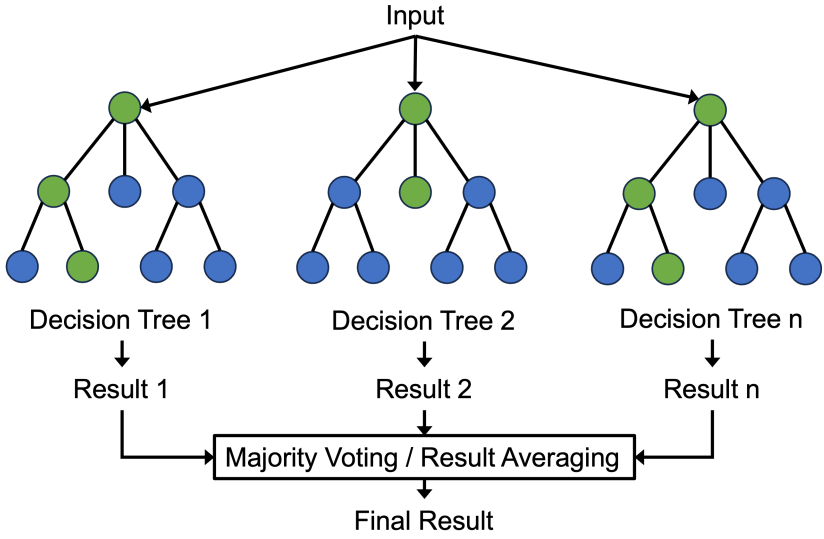 Input
Decision Tree 1
Decision Tree 2
Decision Tree n
Result 1
Result 2
Result n
Majority Voting / Result Averaging
Final Result